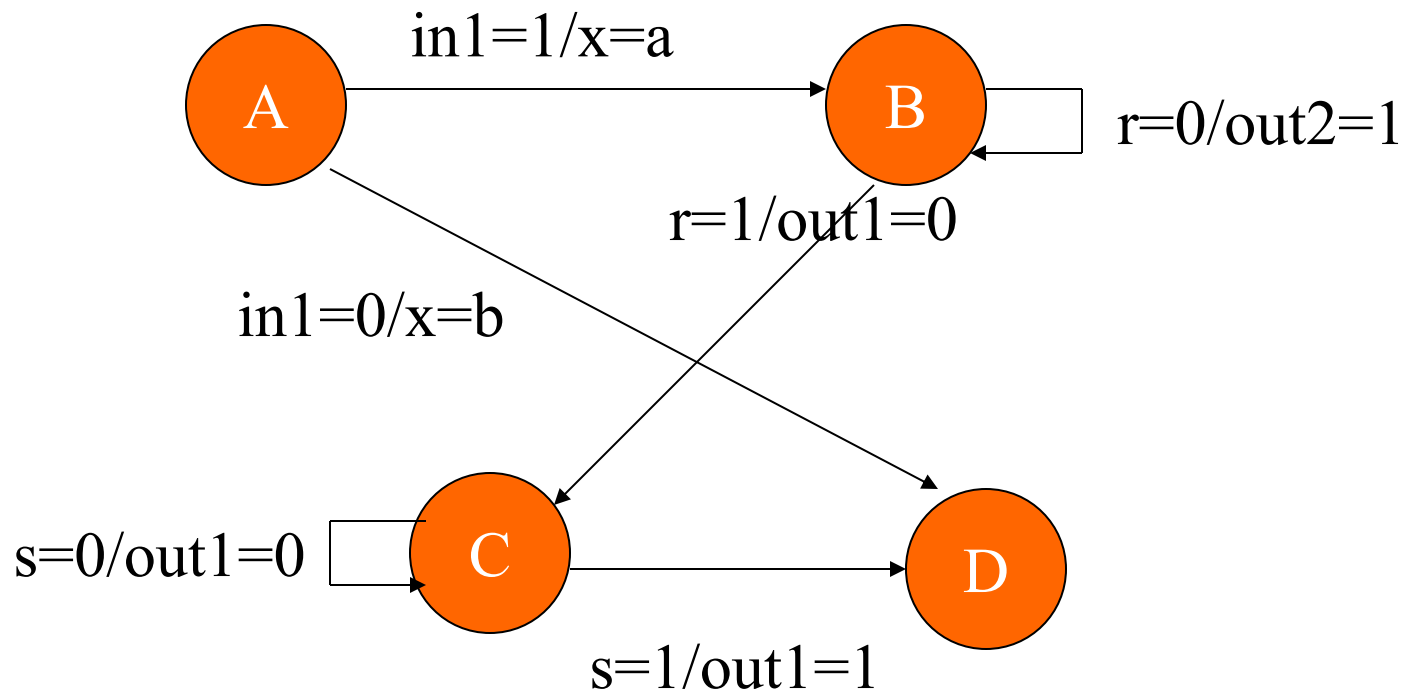 in1=1/x=a
A
B
r=0/out2=1
r=1/out1=0
in1=0/x=b
s=0/out1=0
C
D
s=1/out1=1